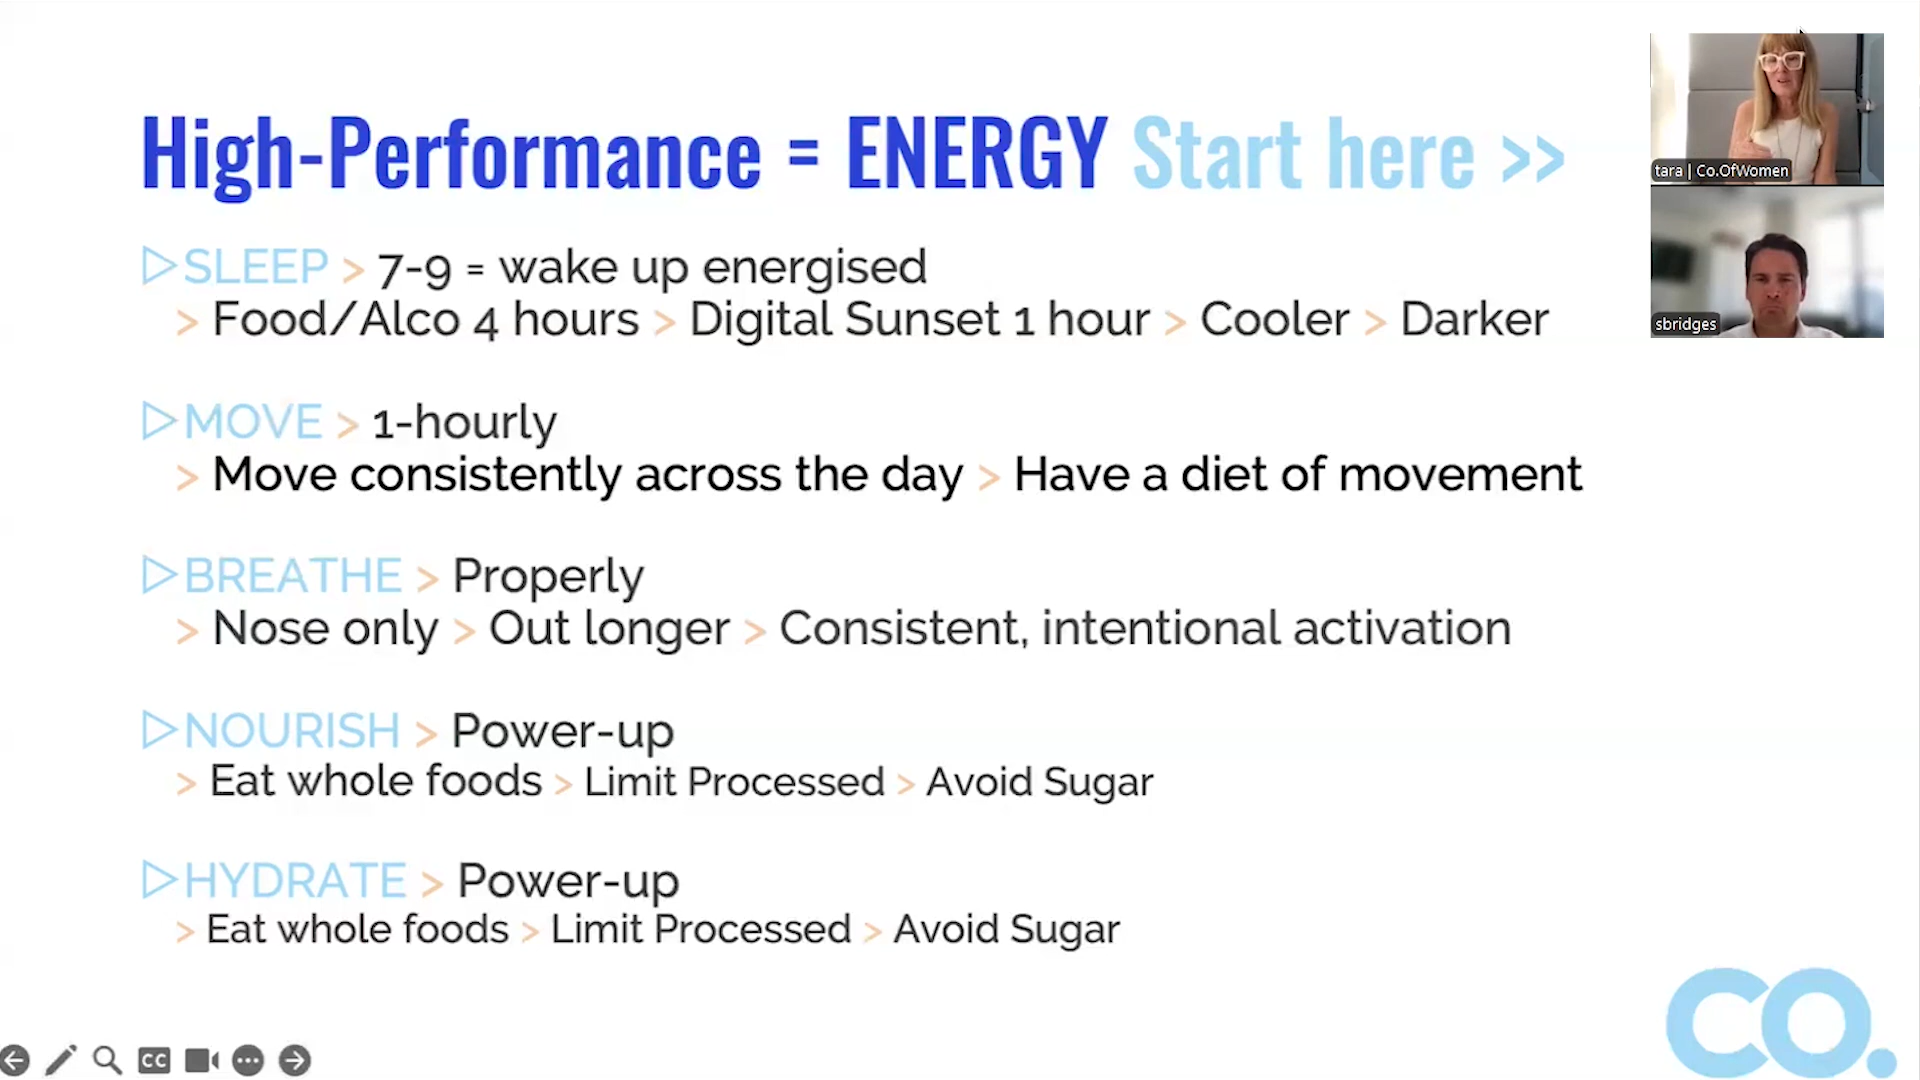 High-Performance = ENERGY Start here >>
SLEEP > 7-9 = wake up energised
> Food/Alco 4 hours > Digital Sunset 1 hour > Cooler > Darker
MOVE > 1-hourly
> Move consistently across the day > Have a diet of movement
BREATHE > Properly
> Nose only > Out longer > Consistent, intentional activation
NOURISH > Power-up
> Eat whole foods > Limit Processed > Avoid Sugar
HYDRATE > Power-up
> Eat whole foods > Limit Processed > Avoid Sugar
tara | Co.OfWomen
sbridges
CC
CO.